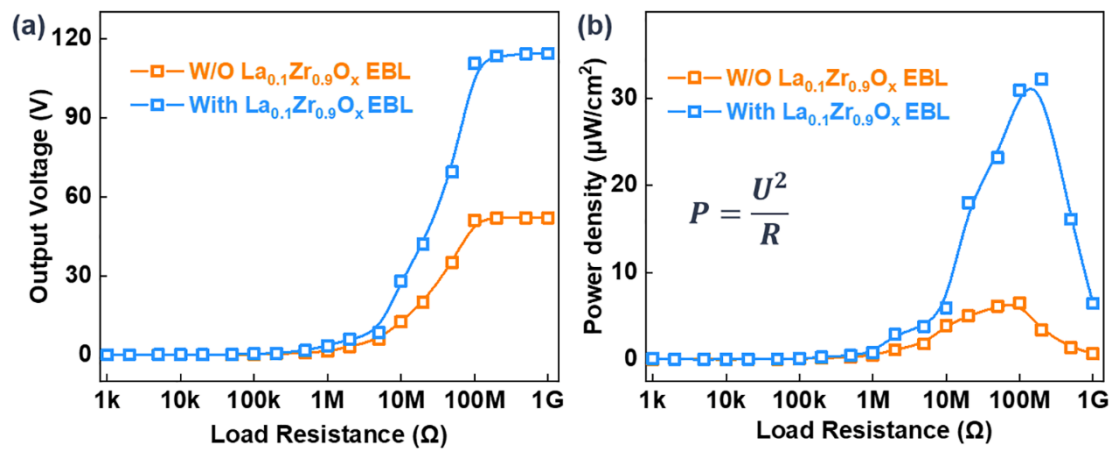 (a)
120
90
60
30
0
Output Voltage (V)
W/O La₀.₁Zr₀.₉Oₓ EBL
With La₀.₁Zr₀.₉Oₓ EBL
1k 10k 100k 1M 10M 100M 1G
Load Resistance (Ω)
(b)
30
20
10
0
Power density (μW/cm²)
W/O La₀.₁Zr₀.₉Oₓ EBL
With La₀.₁Zr₀.₉Oₓ EBL
P = U²/R
1k 10k 100k 1M 10M 100M 1G
Load Resistance (Ω)